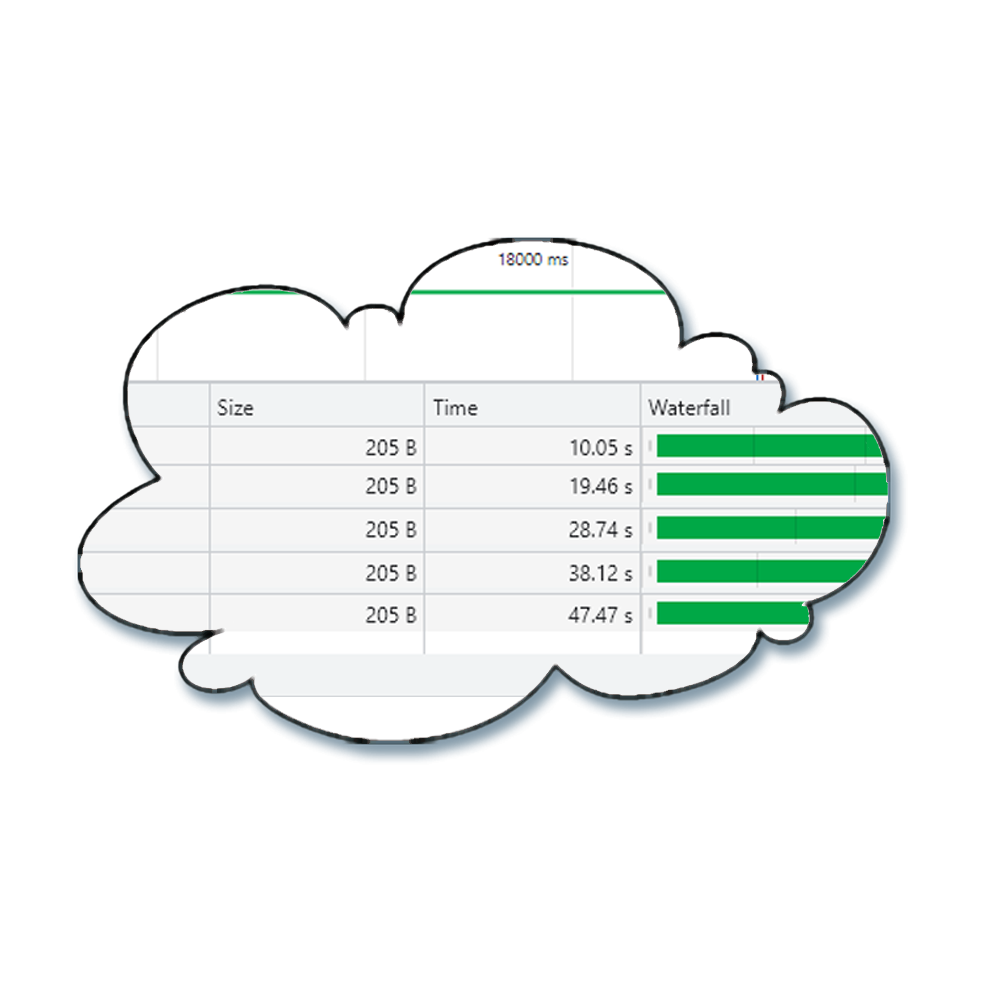 18000 ms
Size Time Waterfall
205 B 10.05 s
205 B 19.46 s
205 B 28.74 s
205 B 38.12 s
205 B 47.47 s